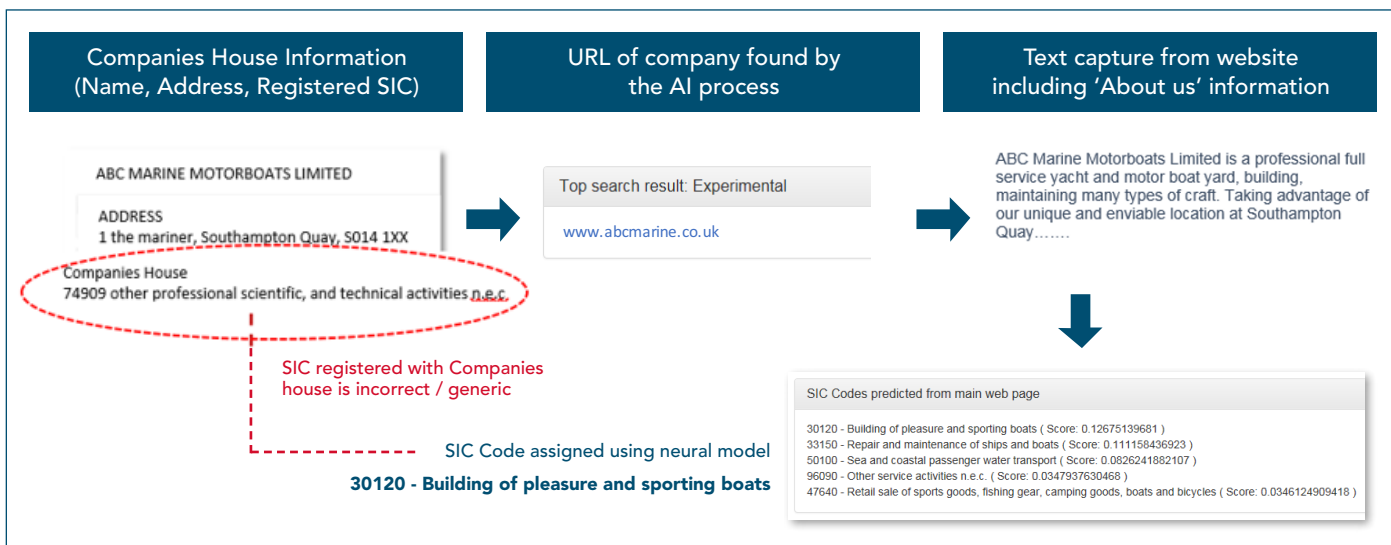 Companies House Information
(Name, Address, Registered SIC)
URL of company found by
the AI process
Text capture from website
including ‘About us’ information
ABC MARINE MOTORBOATS LIMITED
ADDRESS
1 the mariner, Southampton Quay, S014 1XX
Companies House
74909 other professional scientific, and technical activities n.e.c.
Top search result: Experimental
www.abcmarine.co.uk
ABC Marine Motorboats Limited is a professional full
service yacht and motor boat yard, building,
maintaining many types of craft. Taking advantage of
our unique and enviable location at Southampton
Quay.......
SIC registered with Companies
house is incorrect / generic
SIC Code assigned using neural model
30120 - Building of pleasure and sporting boats
SIC Codes predicted from main web page
30120 - Building of pleasure and sporting boats ( Score: 0.12675139681 )
33150 - Repair and maintenance of ships and boats ( Score: 0.111158436923 )
50100 - Sea and coastal passenger water transport ( Score: 0.0826241882107 )
96090 - Other service activities n.e.c. ( Score: 0.0347937630468 )
47640 - Retail sale of sports goods, fishing gear, camping goods, boats and bicycles ( Score: 0.0346124909418 )